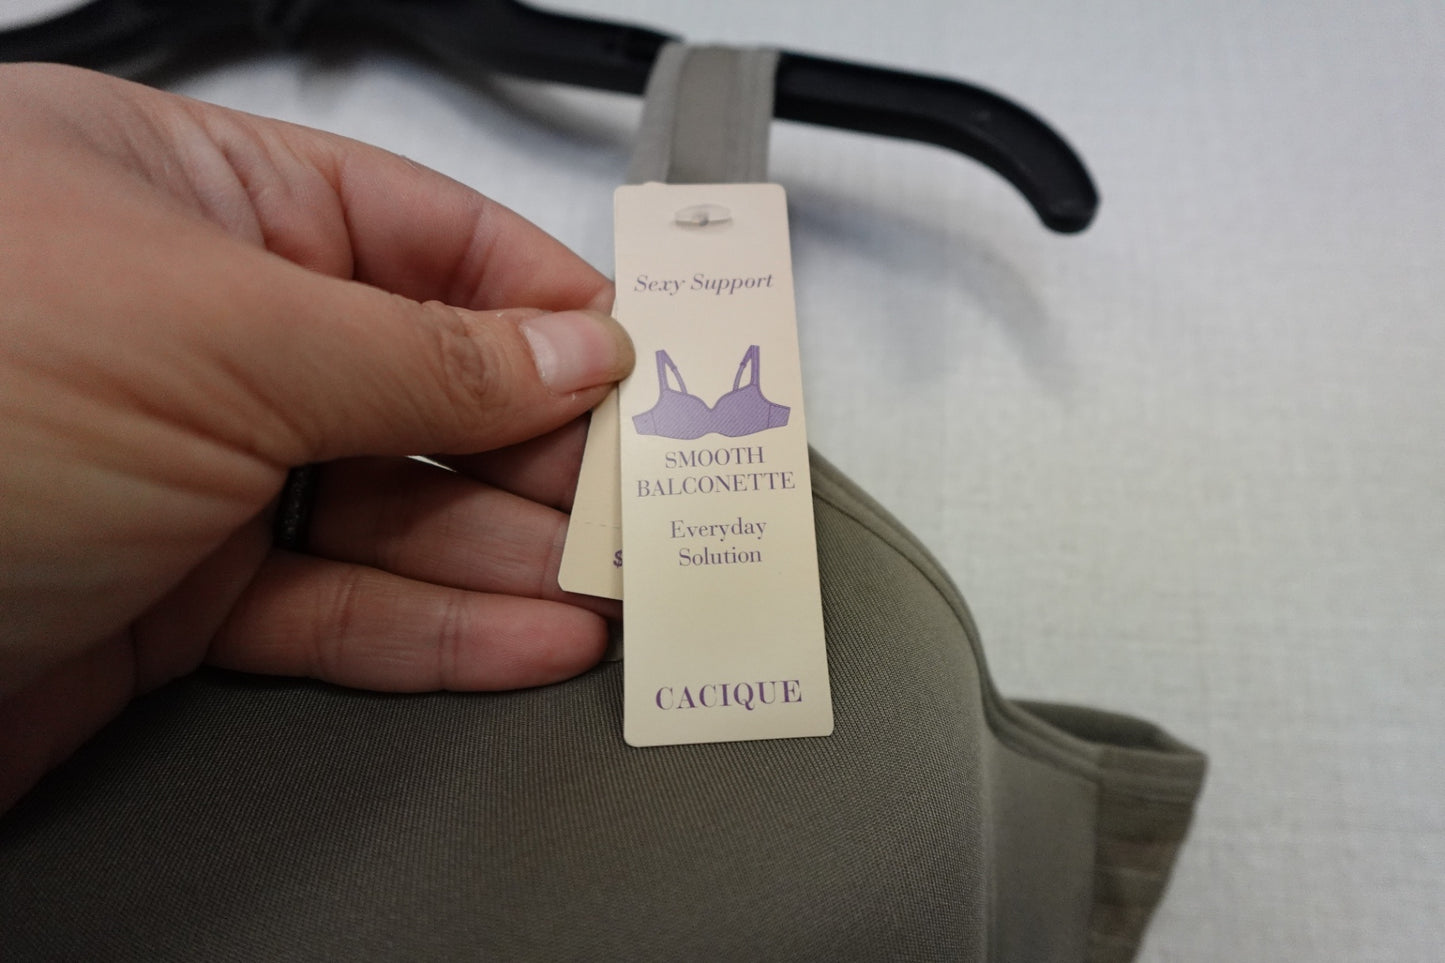 Sexy Support
SMOOTH
BALCONETTE
Everyday
Solution
$
CACIQUE